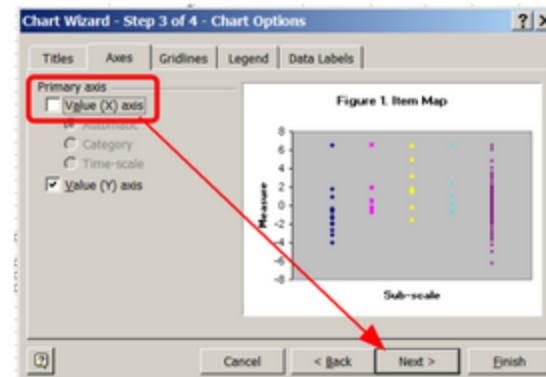 Chart Wizard - Step 3 of 4 - Chart Options
Titles Axes Gridlines Legend Data Labels
Primary axis
Value (X) axis
Automatic
Category
Time-scale
Value (Y) axis
Figure 1. Item Map
Measure
8
6
4
2
0
-2
-4
-6
-8
Sub-scale
Cancel < Back Next > Finish